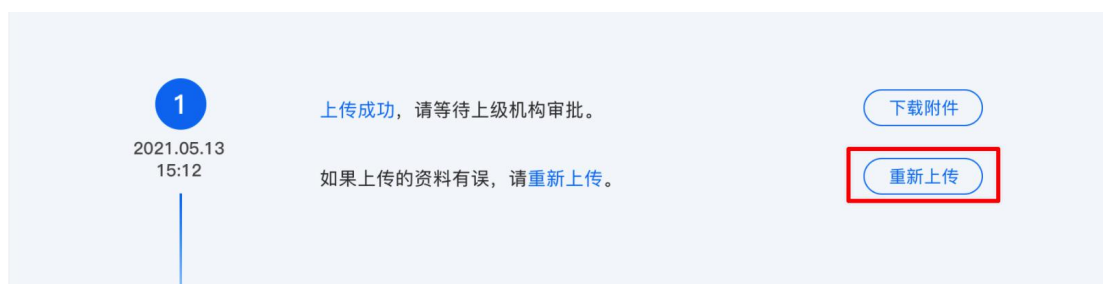 1
2021.05.13
15:12
上传成功，请等待上级机构审批。
下载附件
如果上传的资料有误，请重新上传。
重新上传